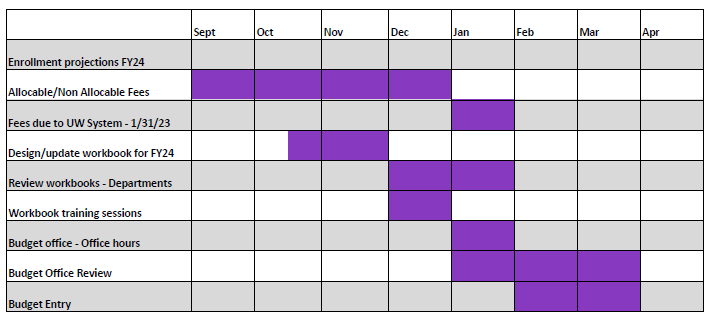 Sept Oct Nov Dec Jan Feb Mar Apr
Enrollment projections FY24
Allocable/Non Allocable Fees
Fees due to UW System - 1/31/23
Design/update workbook for FY24
Review workbooks - Departments
Workbook training sessions
Budget office - Office hours
Budget Office Review
Budget Entry